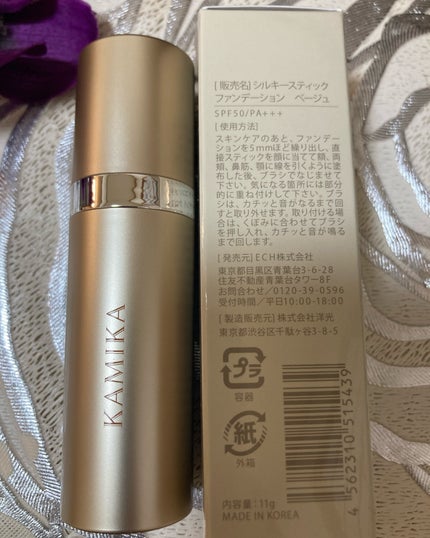 KAMIKA
[ 販売名] シルキースティック
ファンデーション ベージュ
SPF50/PA+++
[ 使用方法]
スキンケアのあと、ファンデー
ションを5mmほど繰り出し、直
接スティックを顔に当てて額、両
頬、鼻筋、顎に線を引くように塗
布した後、ブラシでなじませて
下さい。気になる箇所には部分
的に重ね付けして下さい。ブラ
シは、カチッと音がなるまで回
すと取り外せます。取り付ける場
合は、くぼみに合わせてブラシ
を押し入れ、カチッと音が鳴る
まで回します。
[ 発売元] ECH株式会社
東京都目黒区青葉台3-6-28
住友不動産青葉台タワー8F
お問合わせ/0120-39-0596
受付時間/平日10:00-18:00
[ 製造販売元] 株式会社洋光
東京都渋谷区千駄ヶ谷3-8-5
プラ
容器
紙
外箱
4562310515439
内容量：11g
MADE IN KOREA